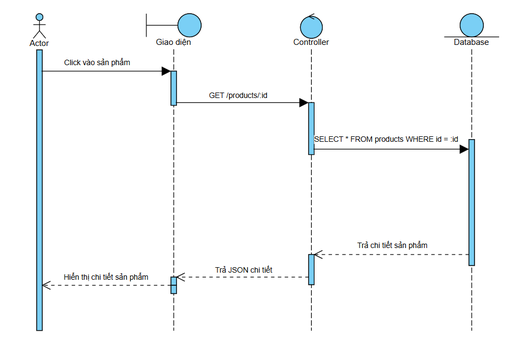 Actor
Giao diện
Controller
Database
Click vào sản phẩm
GET /products/:id
SELECT * FROM products WHERE id = :id
Trả chi tiết sản phẩm
Trả JSON chi tiết
Hiển thị chi tiết sản phẩm